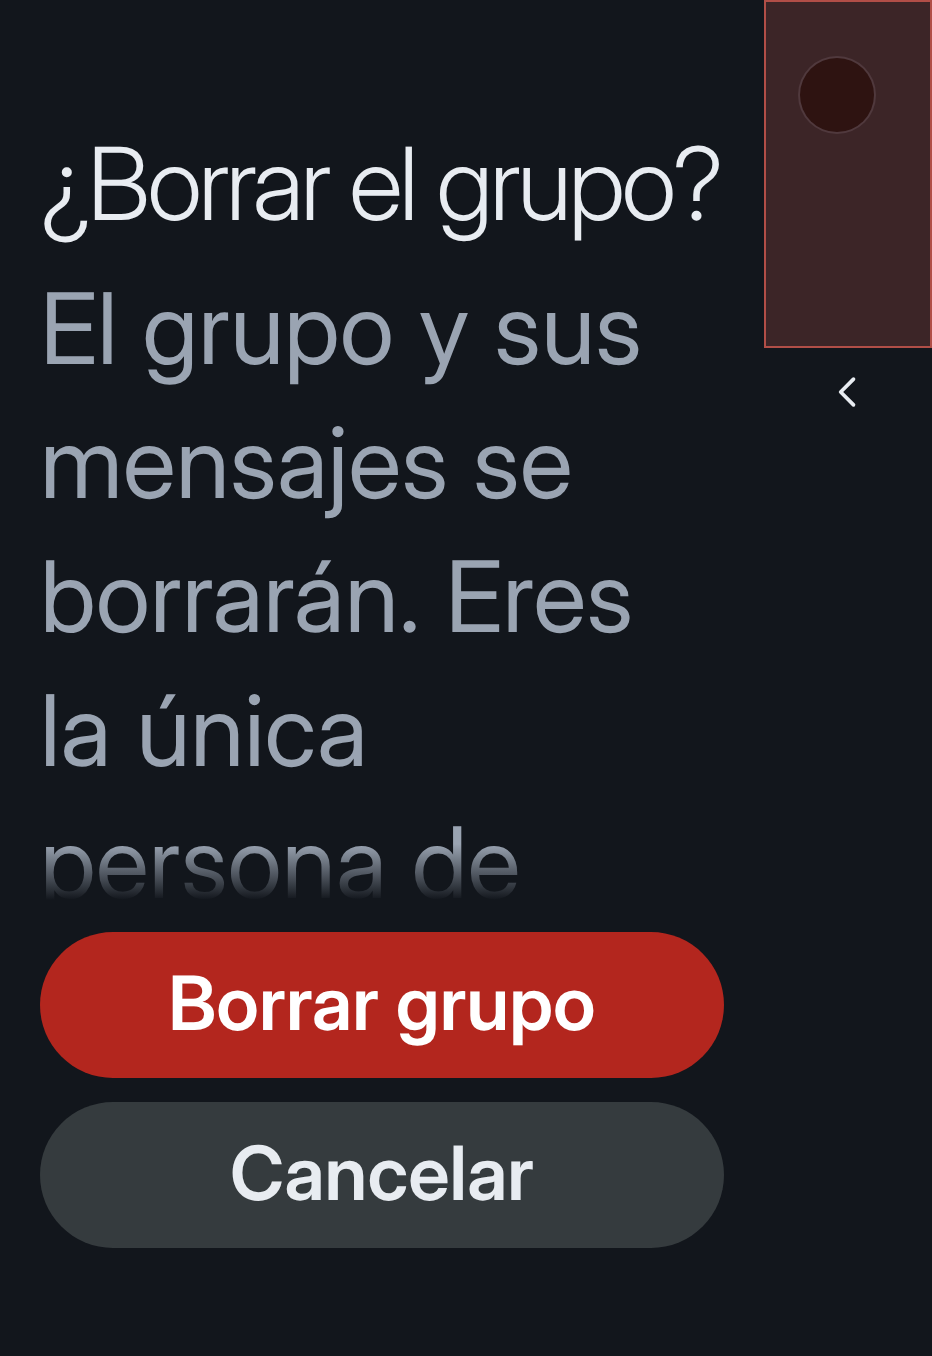 ¿Borrar el grupo?
El grupo y sus
mensajes se
borrarán. Eres
la única
persona de
Borrar grupo
Cancelar